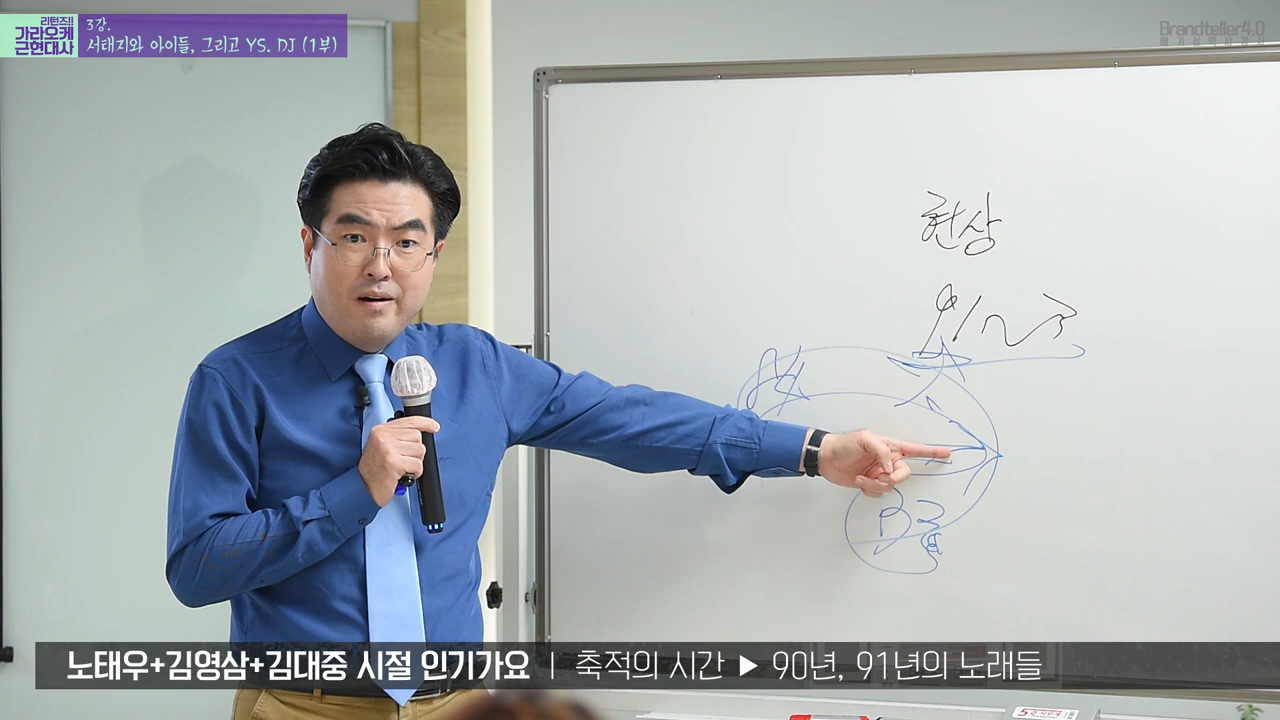 리턴즈!!
가라오케
근현대사
3강.
서태지와 아이들, 그리고 YS. DJ (1부)
Brandteller4.0
현상
노태우+김영삼+김대중 시절 인기가요 | 축적의 시간 ▶ 90년, 91년의 노래들